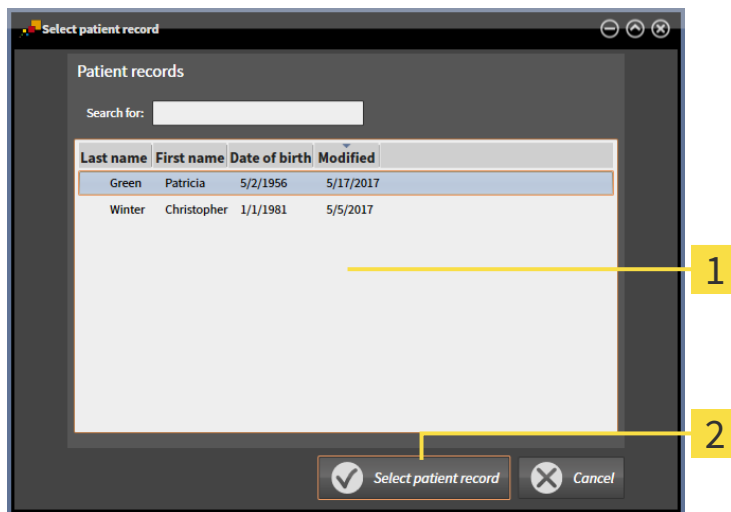 Select patient record
Patient records
Search for:
Last name First name Date of birth Modified
Green Patricia 5/2/1956 5/17/2017
Winter Christopher 1/1/1981 5/5/2017
1
2
Select patient record Cancel